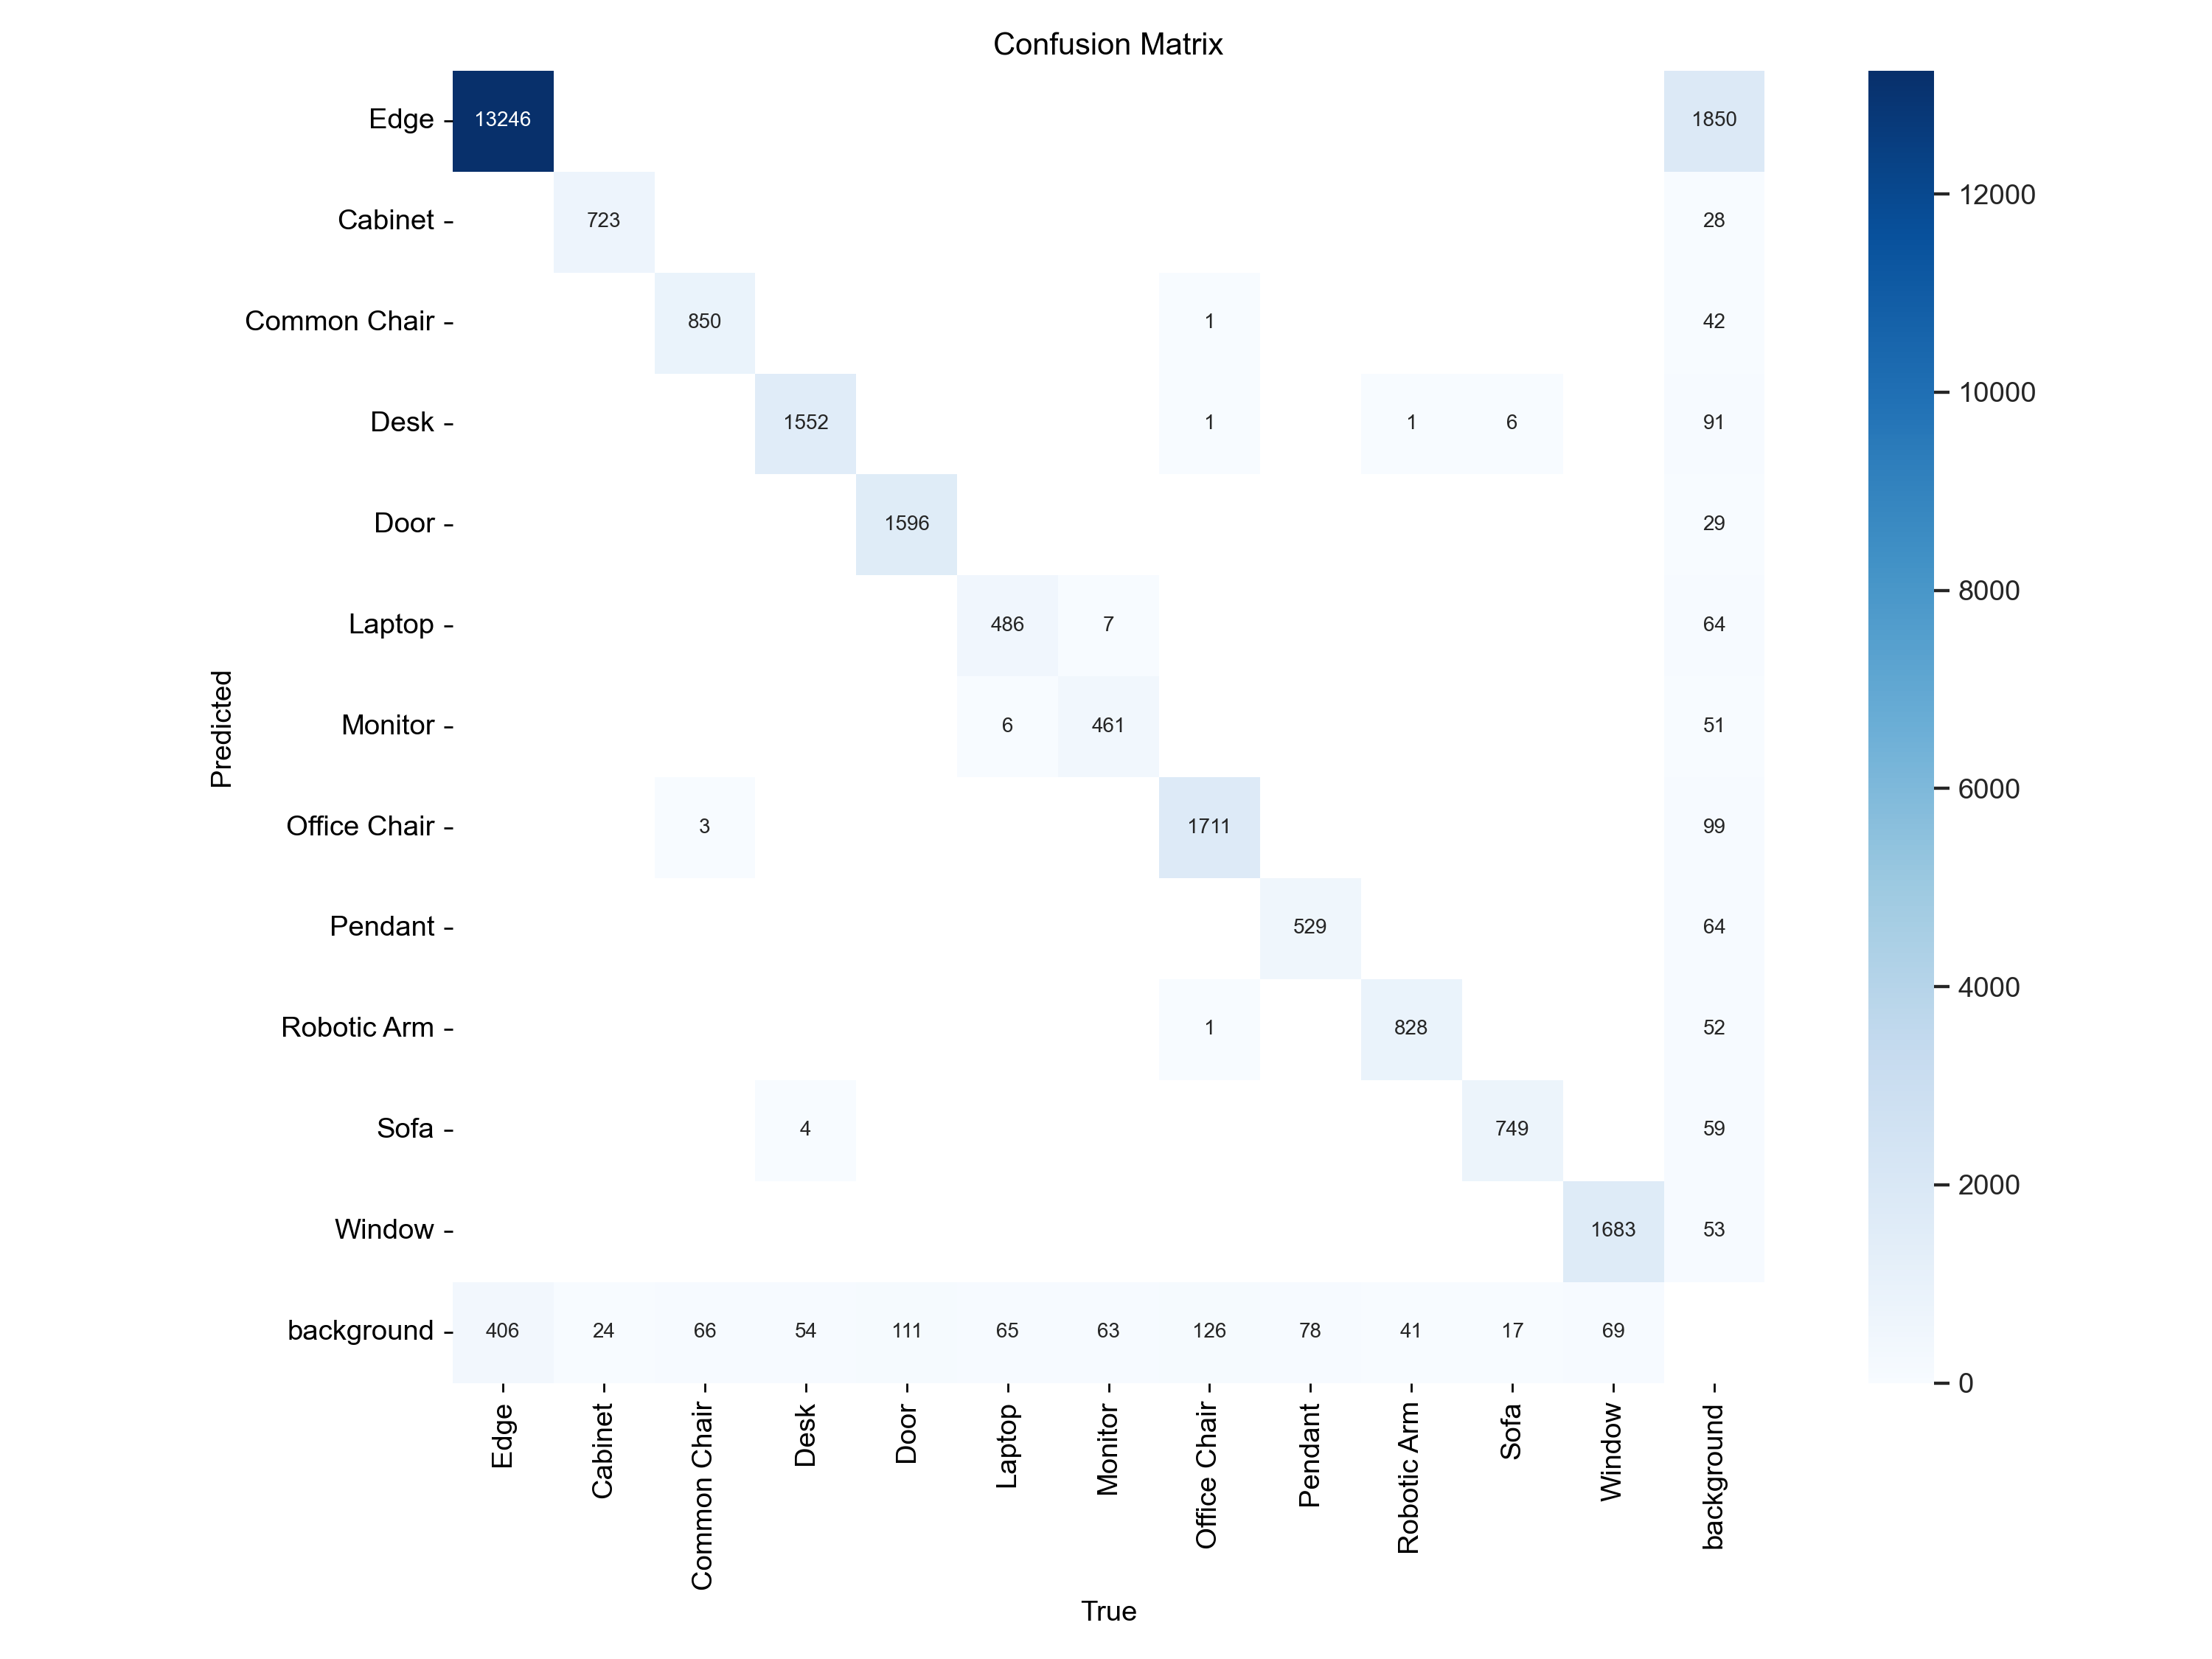 Confusion Matrix
Edge 13246 1850
Cabinet 723 28
Common Chair 850 1 42
Desk 1552 1 1 6 91
Door 1596 29
Laptop 486 7 64
Monitor 6 461 51
Office Chair 3 1711 99
Pendant 529 64
Robotic Arm 1 828 52
Sofa 4 749 59
Window 1683 53
background 406 24 66 54 111 65 63 126 78 41 17 69
Edge Cabinet Common Chair Desk Door Laptop Monitor Office Chair Pendant Robotic Arm Sofa Window background
True
Predicted
12000
10000
8000
6000
4000
2000
0